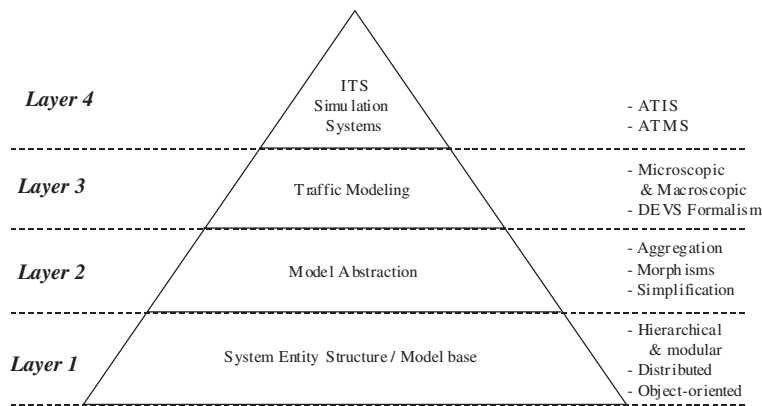 Layer 4
ITS
Simulation
Systems
- ATIS
- ATMS
Layer 3
Traffic Modeling
- Microscopic
& Macroscopic
- DEVS Formalism
Layer 2
Model Abstraction
- Aggregation
- Morphisms
- Simplification
Layer 1
System Entity Structure / Model base
- Hierarchical
& modular
- Distributed
- Object-oriented